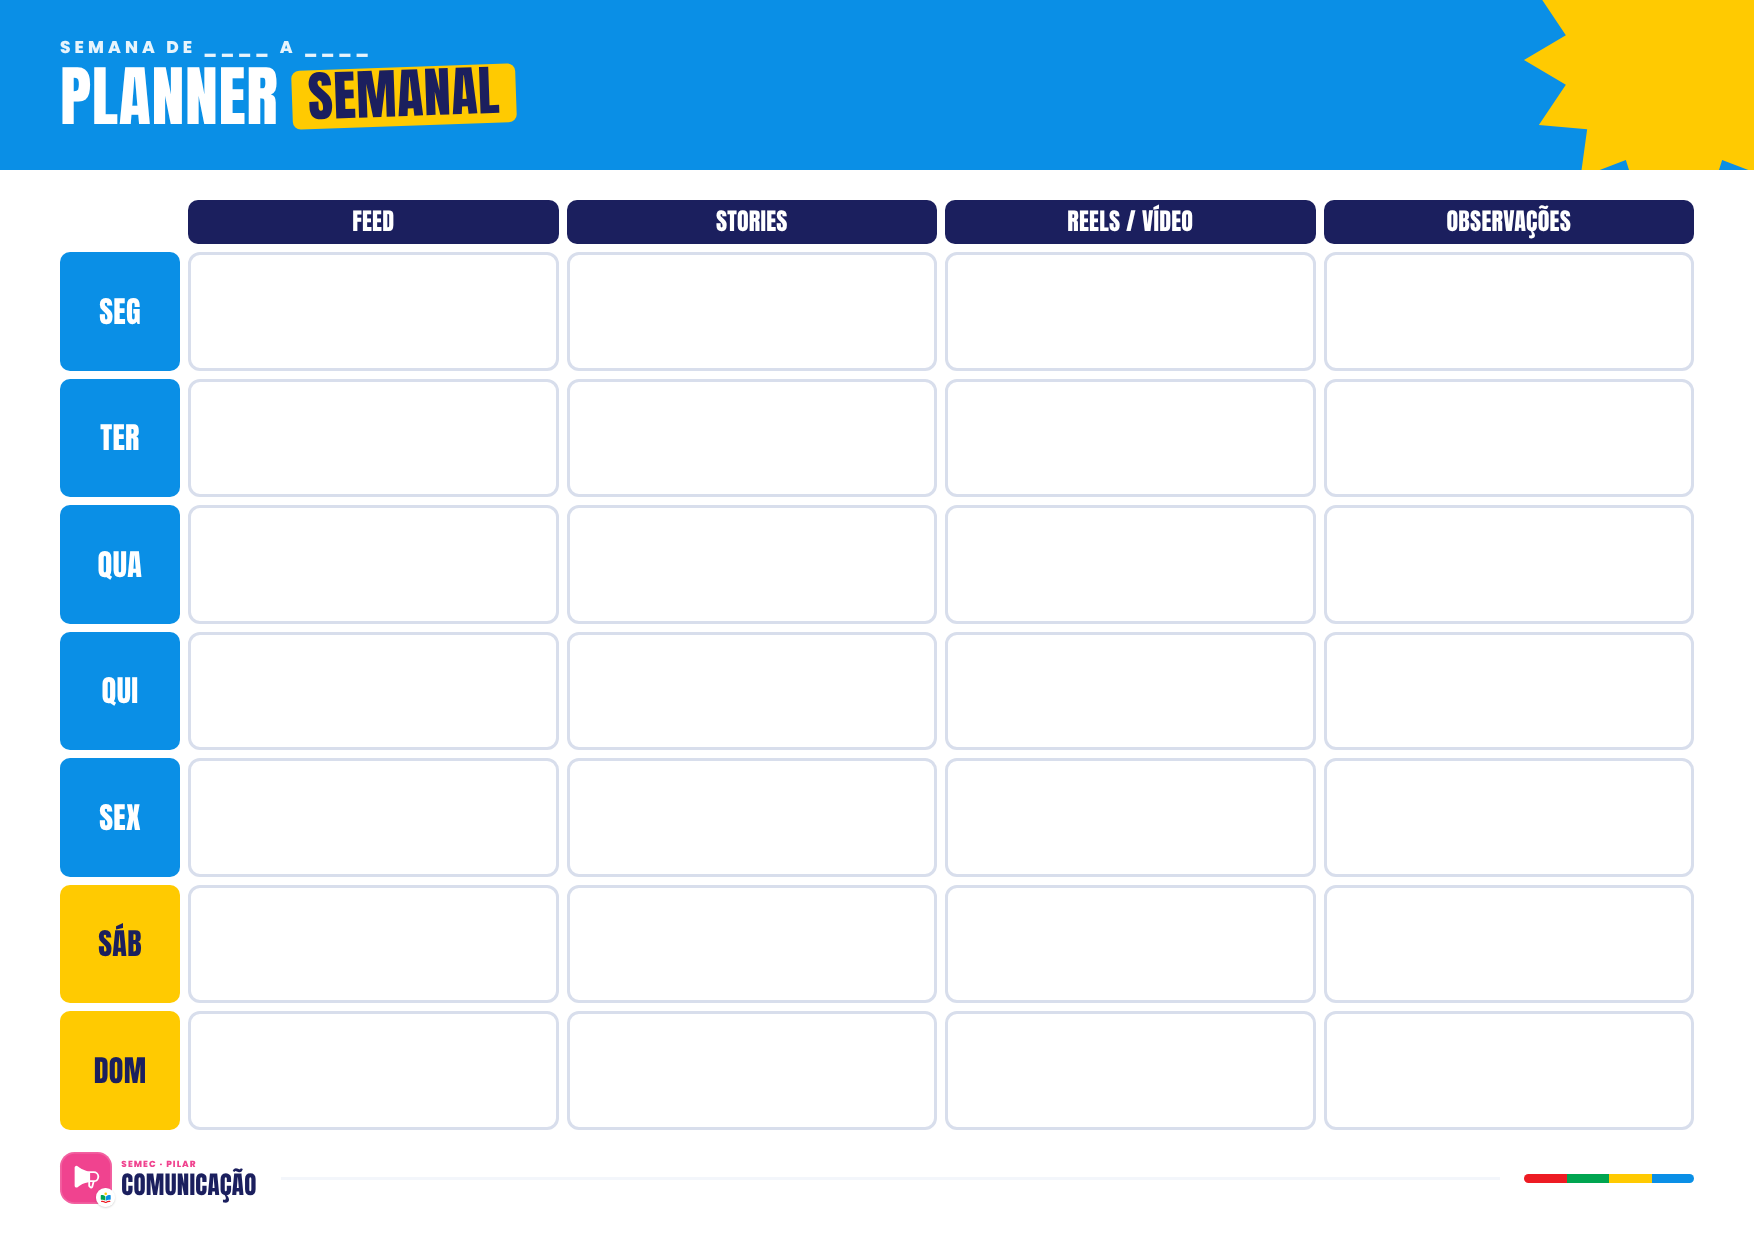 SEMANA DE ____ A ____
PLANNER SEMANAL
FEED
STORIES
REELS / VÍDEO
OBSERVAÇÕES
SEG
TER
QUA
QUI
SEX
SÁB
DOM
SEMEC · PILAR
COMUNICAÇÃO